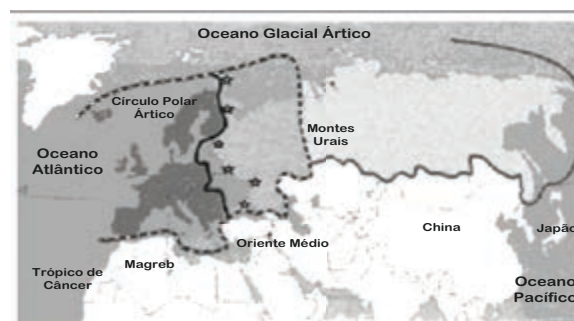 Oceano Glacial Ártico
Círculo Polar
Ártico
Montes
Urais
Oceano
Atlântico
China
Japão
Oriente Médio
Magreb
Trópico de
Câncer
Oceano
Pacífico